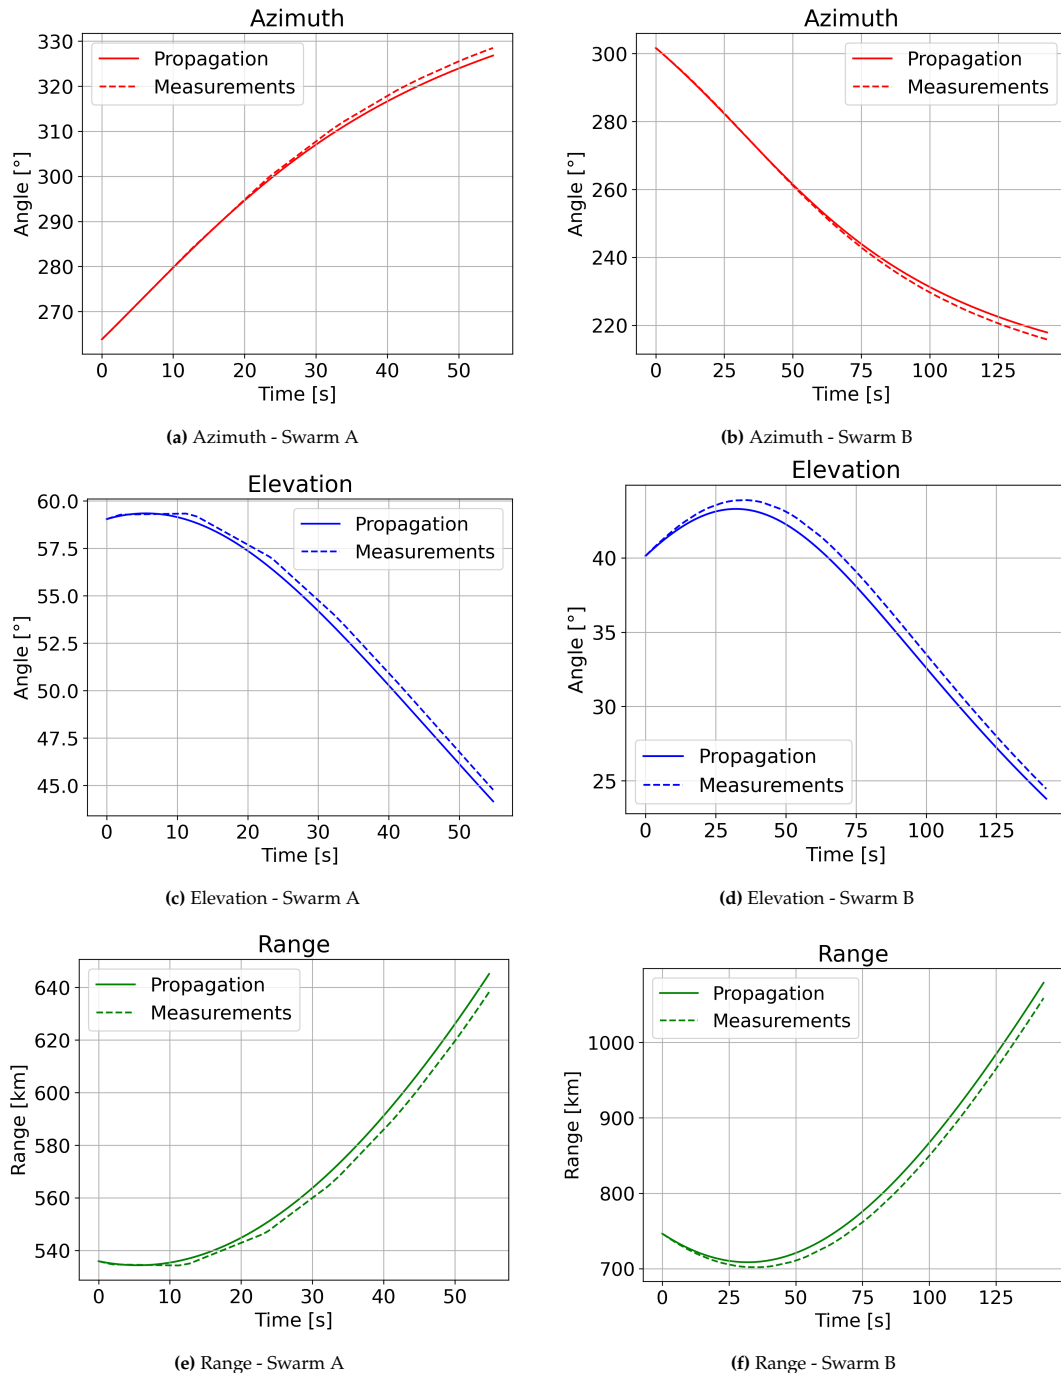 Azimuth
330
320
310
300
290
280
270
Angle [°]
Propagation
Measurements
0 10 20 30 40 50
Time [s]
(a) Azimuth - Swarm A
Azimuth
300
280
260
240
220
Angle [°]
Propagation
Measurements
0 25 50 75 100 125
Time [s]
(b) Azimuth - Swarm B
Elevation
60.0
57.5
55.0
52.5
50.0
47.5
45.0
Angle [°]
Propagation
Measurements
0 10 20 30 40 50
Time [s]
(c) Elevation - Swarm A
Elevation
40
35
30
25
Angle [°]
Propagation
Measurements
0 25 50 75 100 125
Time [s]
(d) Elevation - Swarm B
Range
640
620
600
580
560
540
Range [km]
Propagation
Measurements
0 10 20 30 40 50
Time [s]
(e) Range - Swarm A
Range
1000
900
800
700
Range [km]
Propagation
Measurements
0 25 50 75 100 125
Time [s]
(f) Range - Swarm B